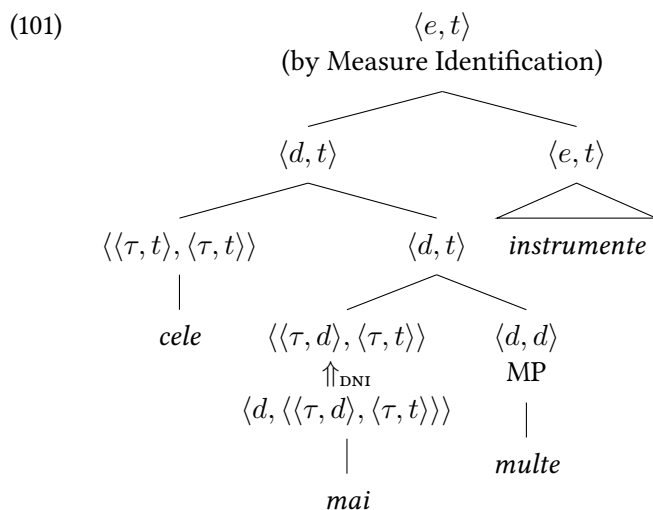 (101)
⟨e, t⟩
(by Measure Identification)
⟨d, t⟩ ⟨e, t⟩
⟨⟨τ, t⟩, ⟨τ, t⟩⟩ ⟨d, t⟩ instrumente
cele ⟨⟨τ, d⟩, ⟨τ, t⟩⟩ ⟨d, d⟩
⇑DNI MP
⟨d, ⟨⟨τ, d⟩, ⟨τ, t⟩⟩⟩
multe
mai